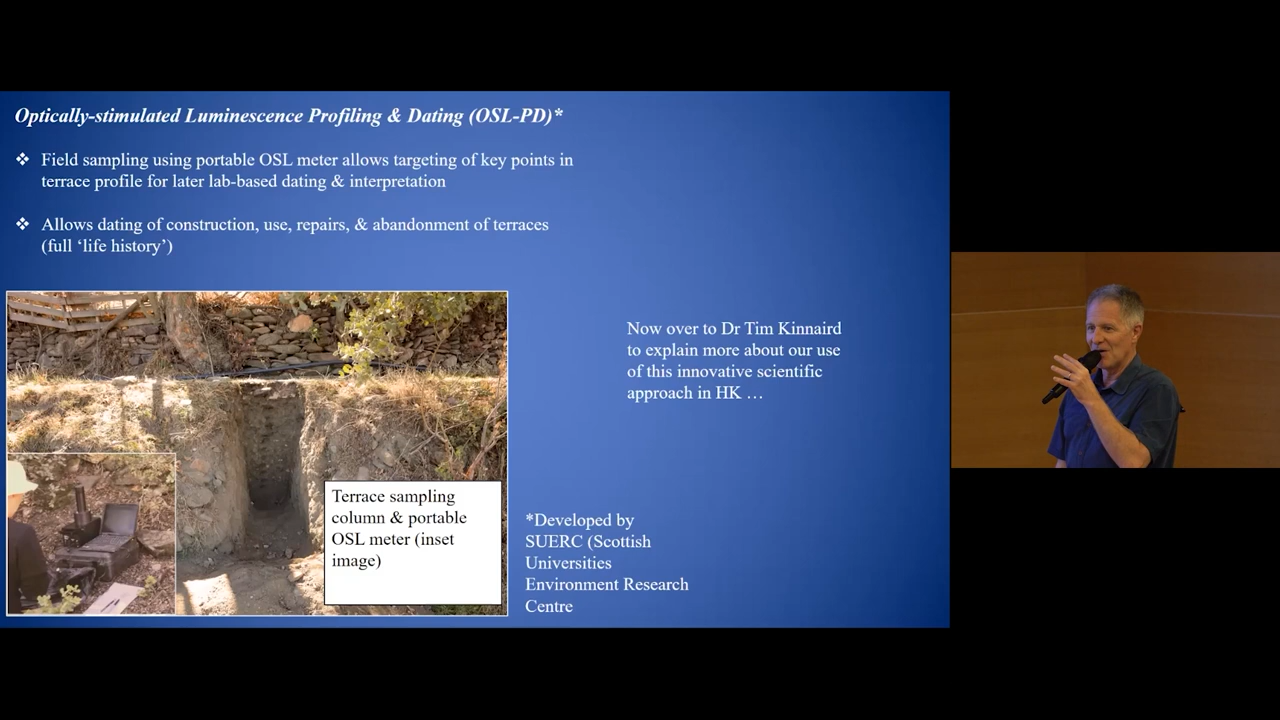 Optically-stimulated Luminescence Profiling & Dating (OSL-PD)*
❖ Field sampling using portable OSL meter allows targeting of key points in
terrace profile for later lab-based dating & interpretation
❖ Allows dating of construction, use, repairs, & abandonment of terraces
(full ‘life history’)
Now over to Dr Tim Kinnaird
to explain more about our use
of this innovative scientific
approach in HK …
Terrace sampling
column & portable
OSL meter (inset
image)
*Developed by
SUERC (Scottish
Universities
Environment Research
Centre